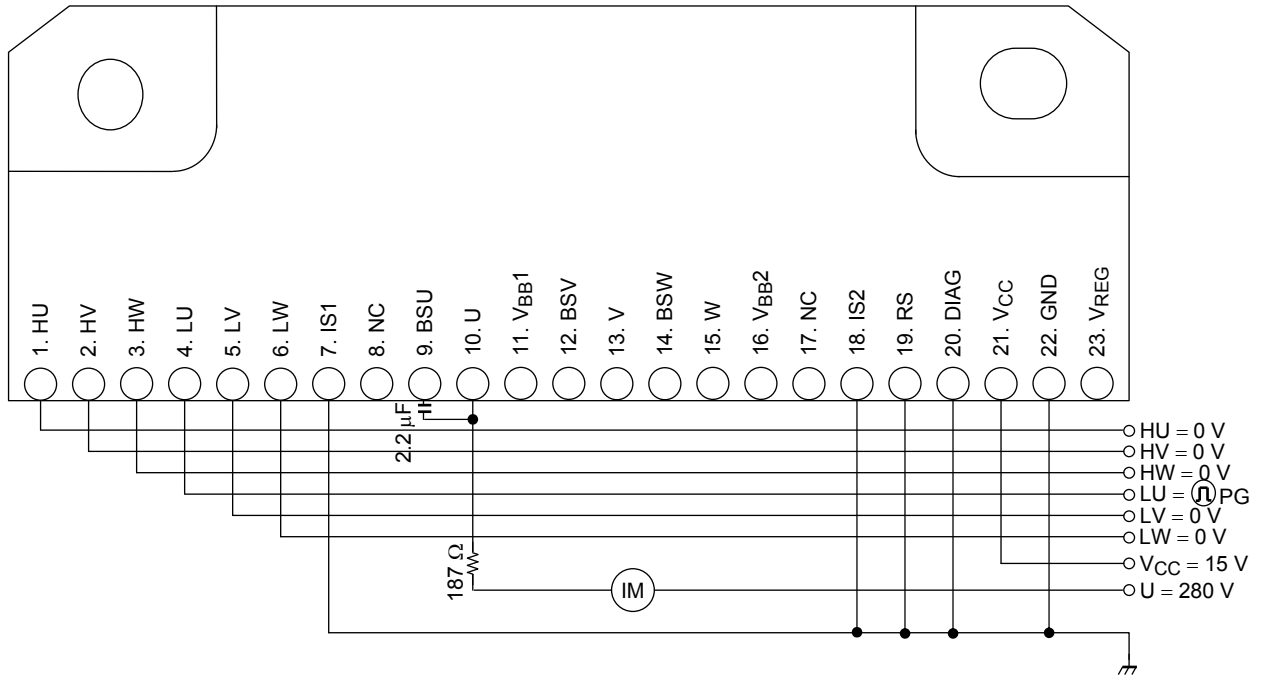 1. HU
2. HV
3. HW
4. LU
5. LV
6. LW
7. IS1
8. NC
9. BSU
10. U
11. VBB1
12. BSV
13. V
14. BSW
15. W
16. VBB2
17. NC
18. IS2
19. RS
20. DIAG
21. VCC
22. GND
23. VREG
2.2 μF
HU = 0 V
HV = 0 V
HW = 0 V
LU = PG
LV = 0 V
LW = 0 V
187 Ω
VCC = 15 V
IM
U = 280 V